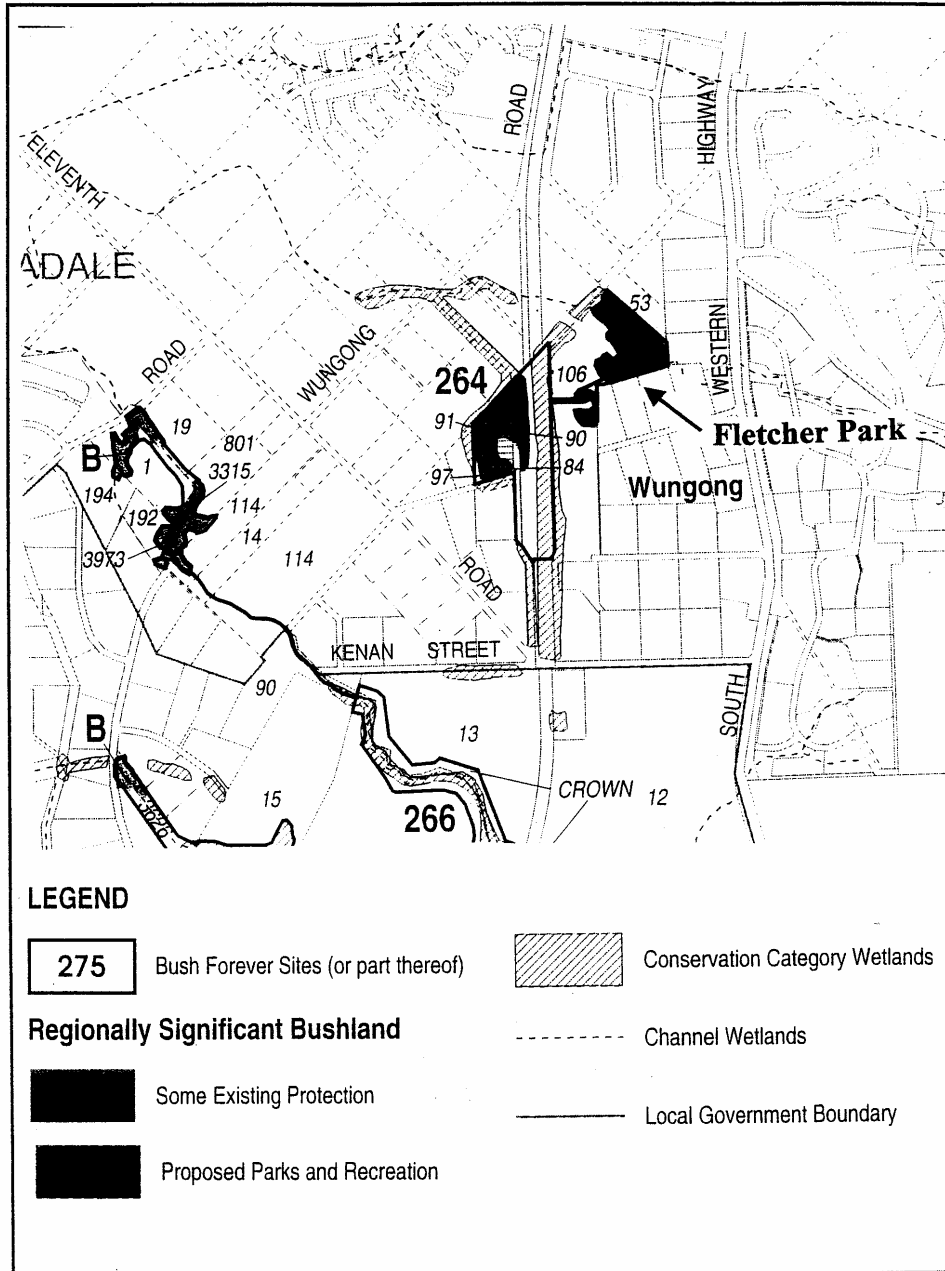 ROAD
HIGHWAY
ELEVENTH
ADALE
53
ROAD
WUNGONG
WESTERN
264
106
91
19
90
Fletcher Park
801
B
1
3315
97
84
194
Wungong
192
114
14
3973
114
ROAD
KENAN STREET
90
SOUTH
13
B
CROWN
12
15
3626
266
LEGEND
275
Bush Forever Sites (or part thereof)
Conservation Category Wetlands
Regionally Significant Bushland
Channel Wetlands
Some Existing Protection
Local Government Boundary
Proposed Parks and Recreation